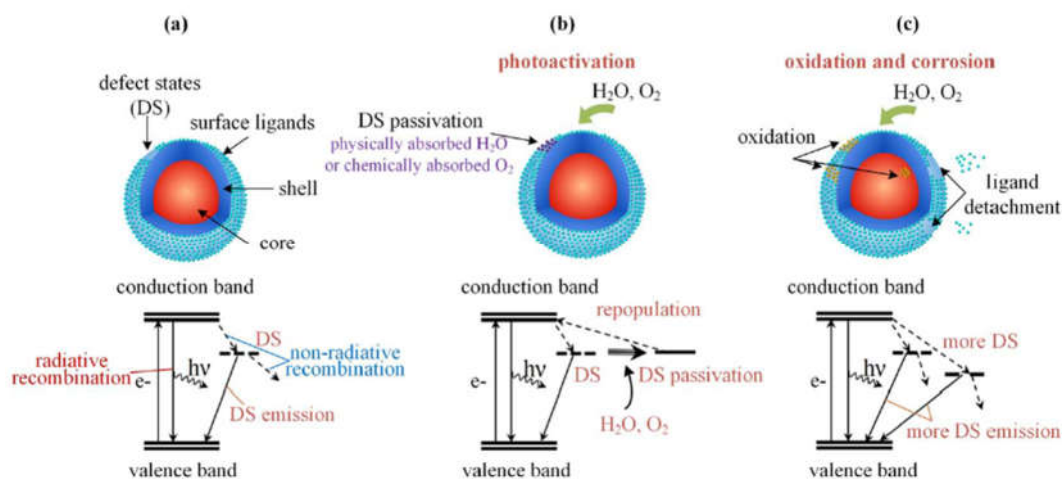 (a)
defect states
(DS)
surface ligands
shell
core
conduction band
DS
radiative
recombination
non-radiative
recombination
e-
hν
DS emission
valence band
(b)
photoactivation
H₂O, O₂
DS passivation
physically absorbed H₂O
or chemically absorbed O₂
conduction band
repopulation
e-
hν
DS
DS passivation
H₂O, O₂
valence band
(c)
oxidation and corrosion
H₂O, O₂
oxidation
ligand
detachment
conduction band
more DS
e-
hν
more DS emission
valence band